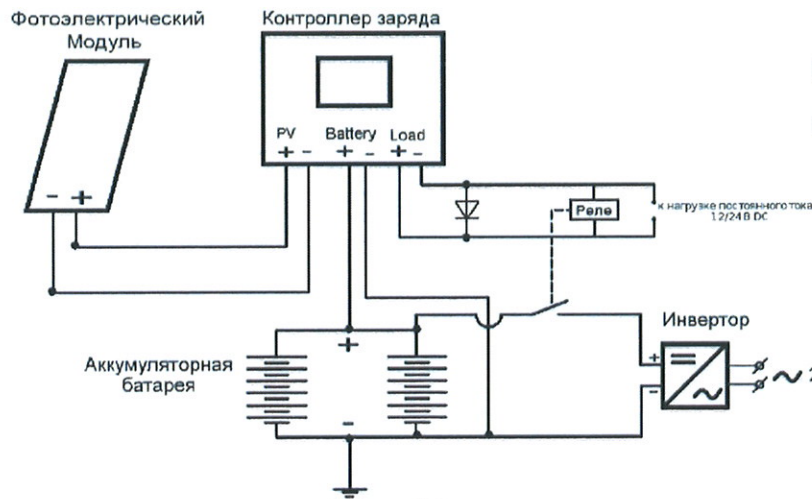 Фотоэлектрический
Модуль
Контроллер заряда
PV Battery Load
+ - + - + -
- +
Реле
к нагрузке постоянного тока
12/24 В DC
Аккумуляторная
батарея
+
-
Инвертор
+
-